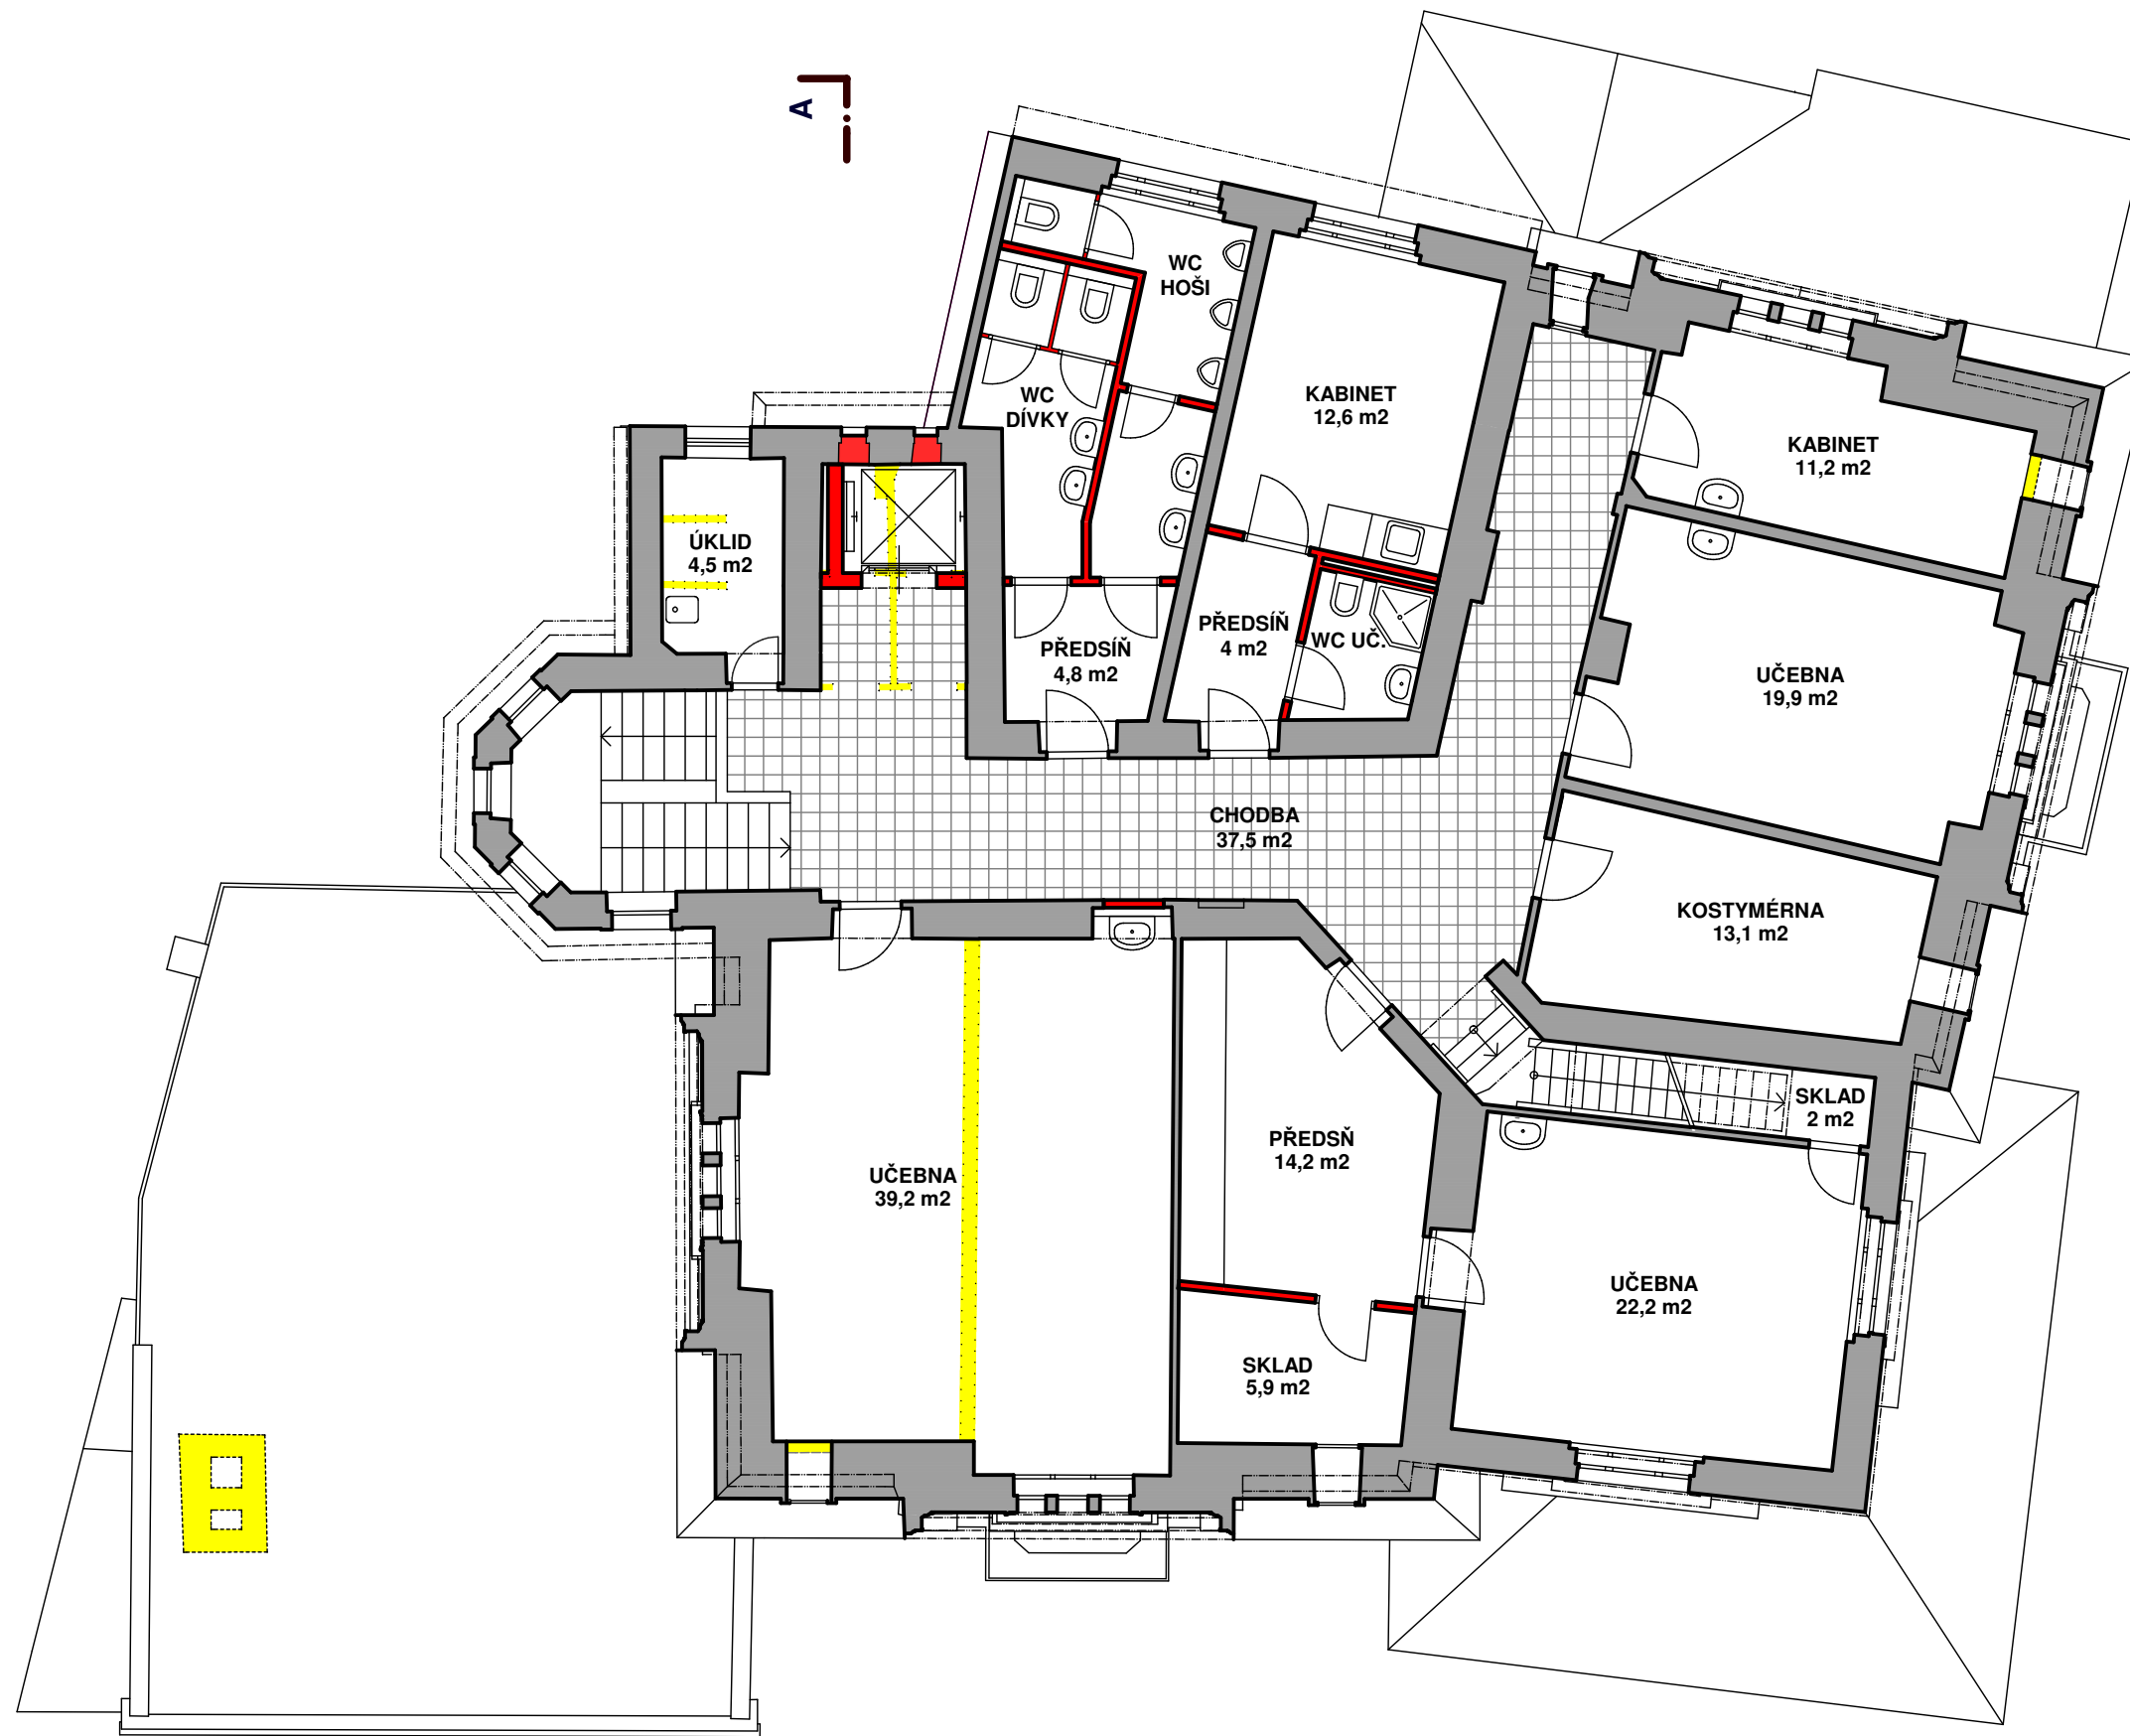 A
WC
HOŠI
WC
DÍVKY
KABINET
12,6 m2
KABINET
11,2 m2
ÚKLID
4,5 m2
PŘEDSÍŇ
4,8 m2
PŘEDSÍŇ
4 m2
WC UČ.
UČEBNA
19,9 m2
CHODBA
37,5 m2
KOSTYMÉRNA
13,1 m2
SKLAD
2 m2
PŘEDSŇ
14,2 m2
UČEBNA
39,2 m2
UČEBNA
22,2 m2
SKLAD
5,9 m2